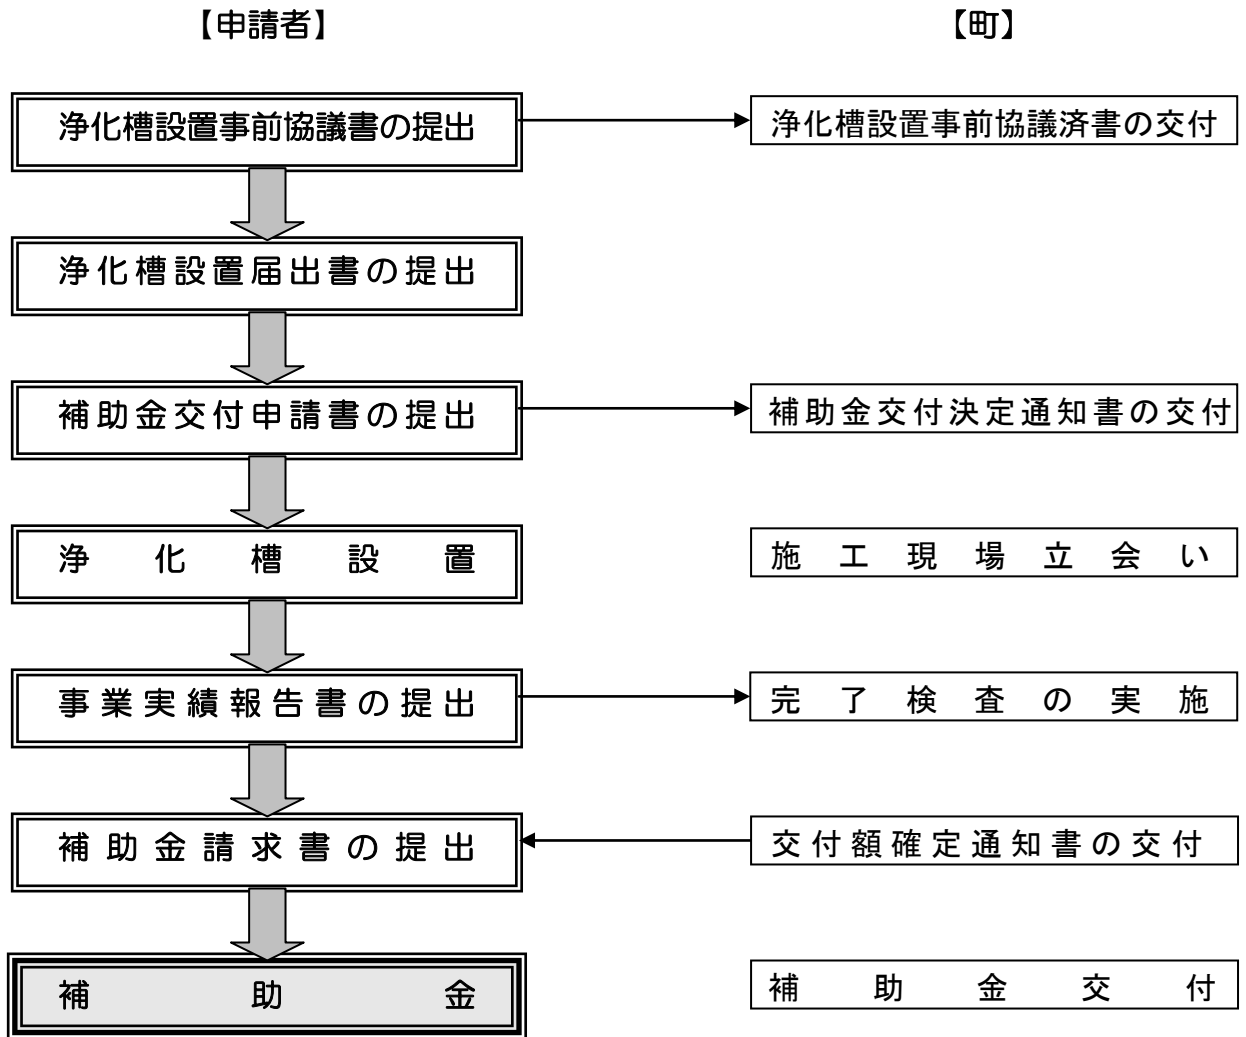 【申請者】 【町】
浄化槽設置事前協議書の提出 浄化槽設置事前協議済書の交付
浄化槽設置届出書の提出
補助金交付申請書の提出 補助金交付決定通知書の交付
浄化槽設置 施工現場立会い
事業実績報告書の提出 完了検査の実施
補助金請求書の提出 交付額確定通知書の交付
補助金 補助金交付